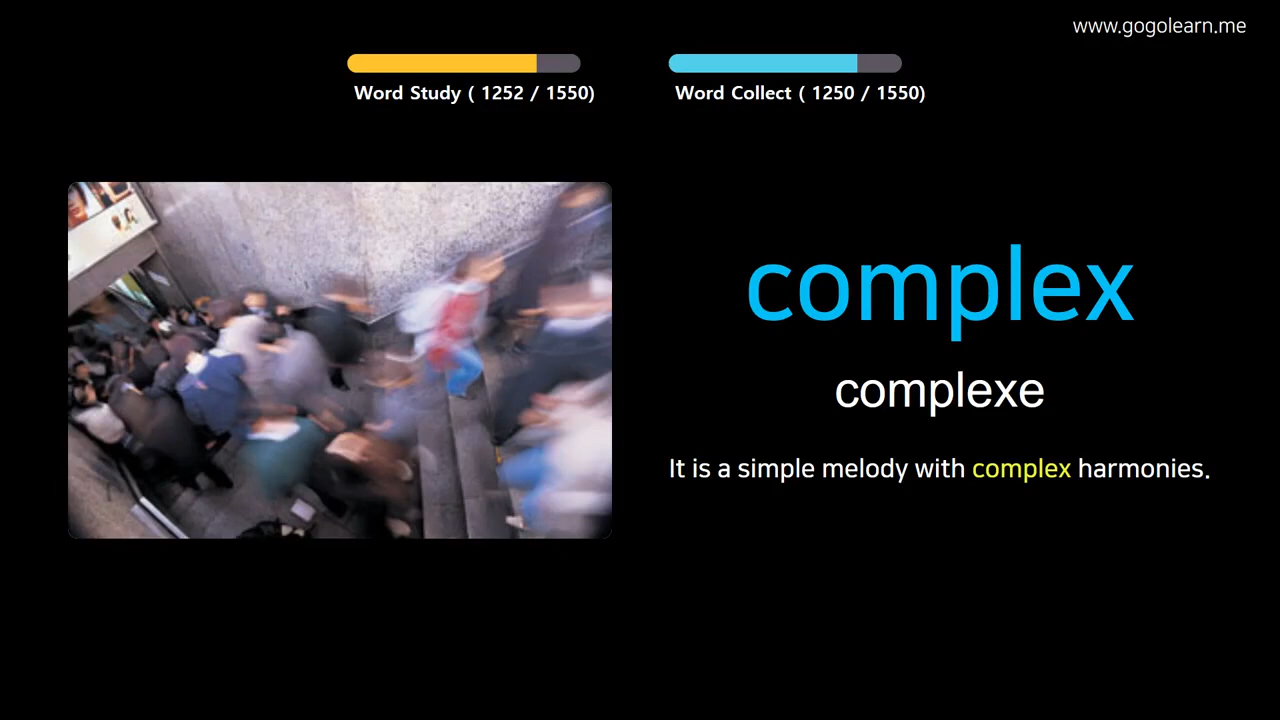 www.gogolearn.me
Word Study ( 1252 / 1550)
Word Collect ( 1250 / 1550)
complex
complexe
It is a simple melody with complex harmonies.